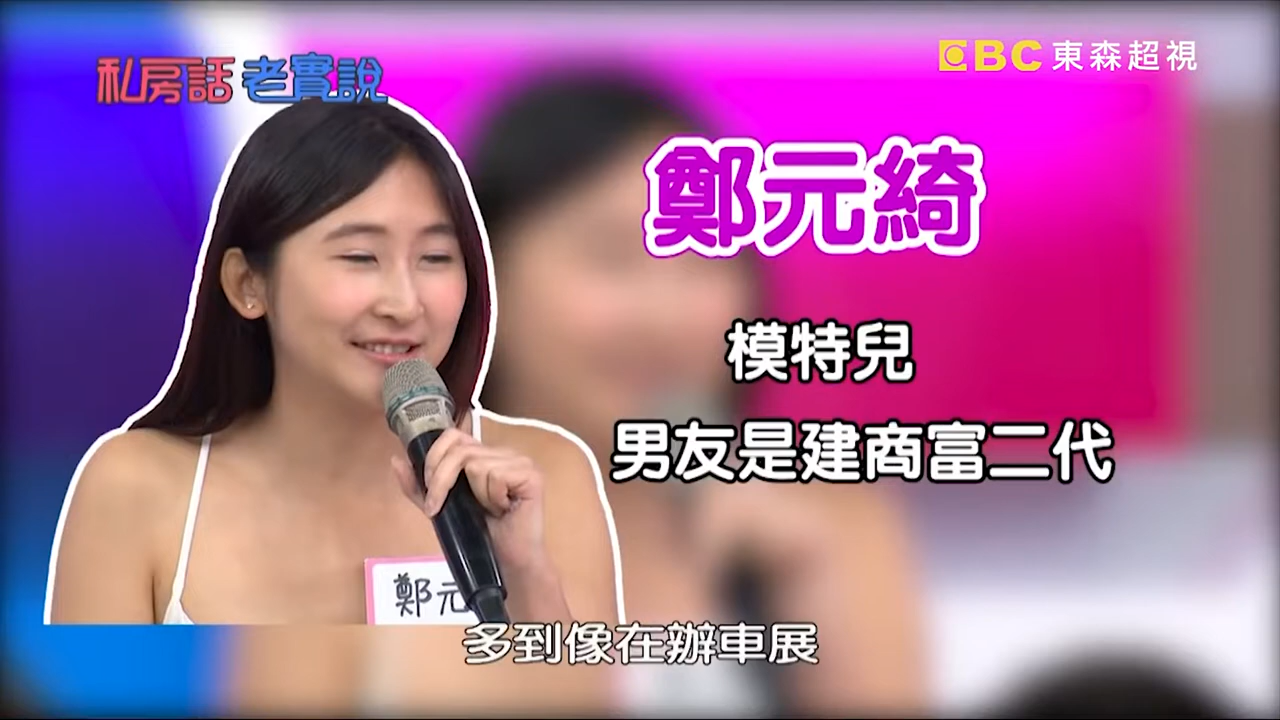 私房話 老實說
EBC 東森超視
鄭元綺
模特兒
男友是建商富二代
鄭元
多到像在辦車展